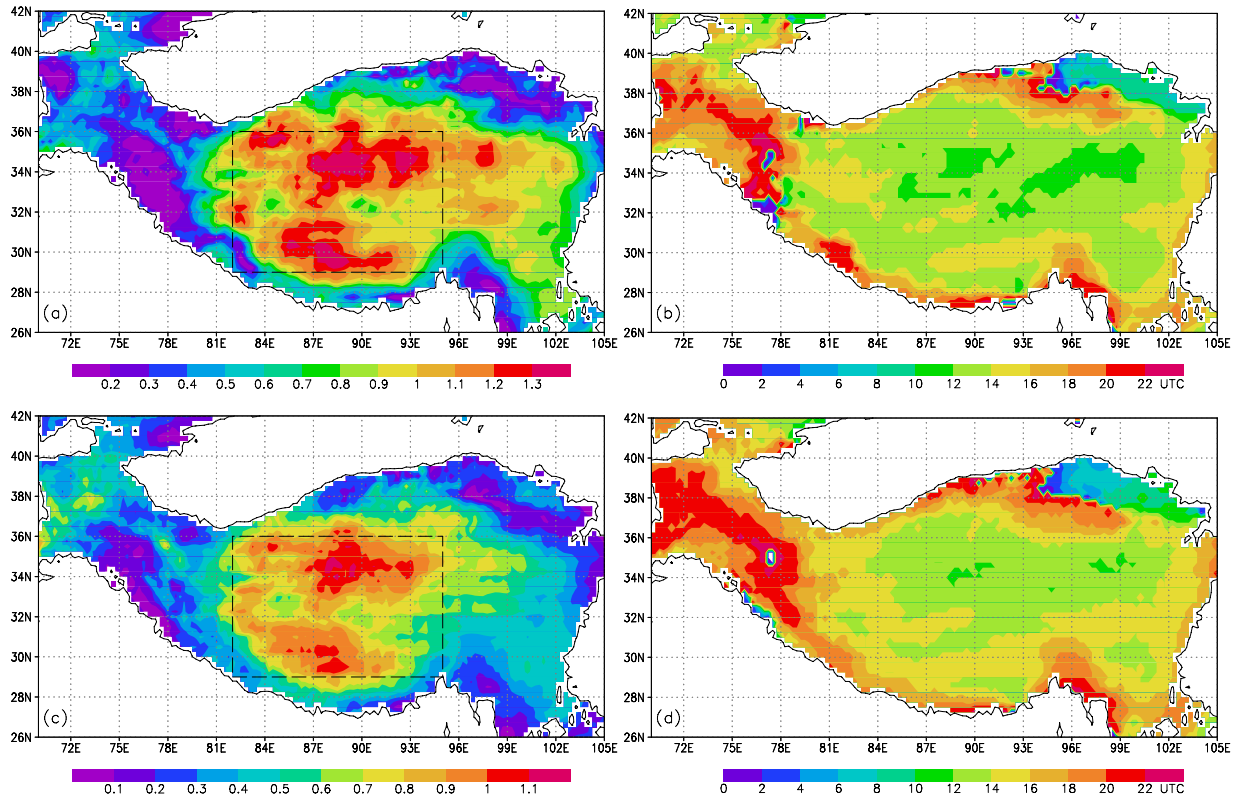 42N
40N
38N
36N
34N
32N
30N
28N
26N
(a)
72E 75E 78E 81E 84E 87E 90E 93E 96E 99E 102E 105E
0.2 0.3 0.4 0.5 0.6 0.7 0.8 0.9 1 1.1 1.2 1.3
42N
40N
38N
36N
34N
32N
30N
28N
26N
(b)
72E 75E 78E 81E 84E 87E 90E 93E 96E 99E 102E 105E
0 2 4 6 8 10 12 14 16 18 20 22 UTC
42N
40N
38N
36N
34N
32N
30N
28N
26N
(c)
72E 75E 78E 81E 84E 87E 90E 93E 96E 99E 102E 105E
0.1 0.2 0.3 0.4 0.5 0.6 0.7 0.8 0.9 1 1.1
42N
40N
38N
36N
34N
32N
30N
28N
26N
(d)
72E 75E 78E 81E 84E 87E 90E 93E 96E 99E 102E 105E
0 2 4 6 8 10 12 14 16 18 20 22 UTC